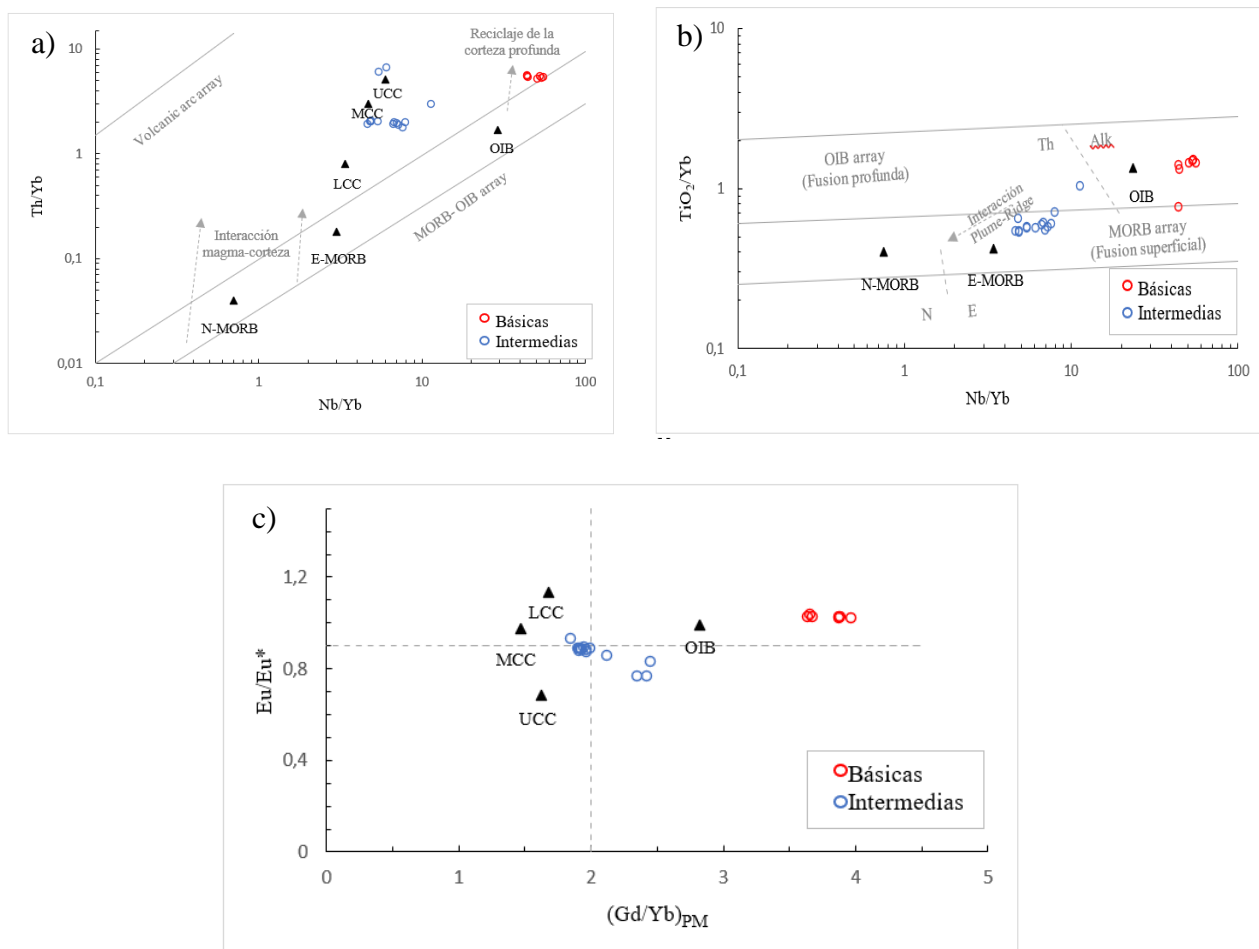 a)
10
1
0,1
0,01
0,1
1
10
100
Th/Yb
Nb/Yb
Volcanic arc array
Reciclaje de la
corteza profunda
UCC
MCC
LCC
OIB
MORB- OIB array
Interacción
magma-corteza
E-MORB
N-MORB
Básicas
Intermedias
b)
10
1
0,1
0,1
1
10
100
TiO2/Yb
Nb/Yb
OIB array
(Fusion profunda)
Th
Alk
OIB
Interacción
Plume-Ridge
MORB array
(Fusion superficial)
N-MORB
E-MORB
N
E
Básicas
Intermedias
c)
1,2
0,8
0,4
0
0
1
2
3
4
5
Eu/Eu*
(Gd/Yb)PM
LCC
MCC
UCC
OIB
Básicas
Intermedias